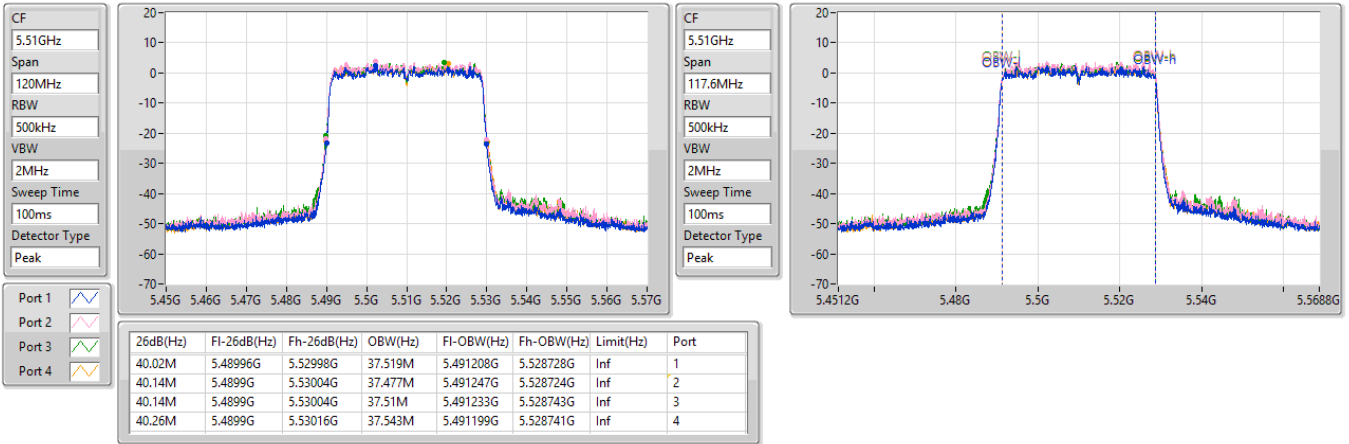 CF
5.51GHz
Span
120MHz
RBW
500kHz
VBW
2MHz
Sweep Time
100ms
Detector Type
Peak
20
10
0
-10
-20
-30
-40
-50
-60
-70
5.45G 5.46G 5.47G 5.48G 5.49G 5.5G 5.51G 5.52G 5.53G 5.54G 5.55G 5.56G 5.57G
CF
5.51GHz
Span
117.6MHz
RBW
500kHz
VBW
2MHz
Sweep Time
100ms
Detector Type
Peak
20
10
0
-10
-20
-30
-40
-50
-60
-70
OBW-l OBW-h
5.4512G 5.48G 5.5G 5.52G 5.54G 5.5688G
Port 1
Port 2
Port 3
Port 4
26dB(Hz) Fl-26dB(Hz) Fh-26dB(Hz) OBW(Hz) Fl-OBW(Hz) Fh-OBW(Hz) Limit(Hz) Port
40.02M 5.48996G 5.52998G 37.519M 5.491208G 5.528728G Inf 1
40.14M 5.4899G 5.53004G 37.477M 5.491247G 5.528724G Inf 2
40.14M 5.4899G 5.53004G 37.51M 5.491233G 5.528743G Inf 3
40.26M 5.4899G 5.53016G 37.543M 5.491199G 5.528741G Inf 4